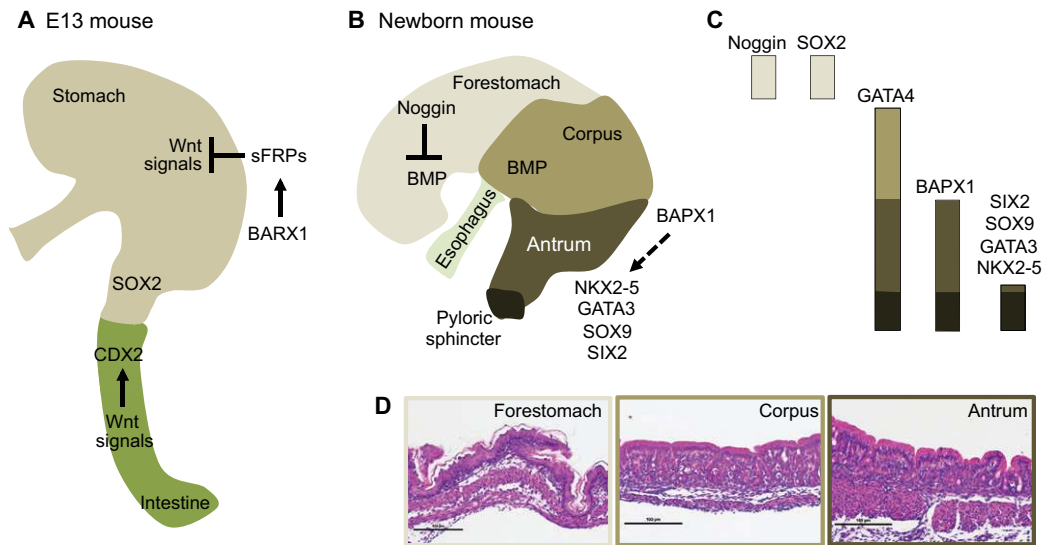 A E13 mouse
Stomach
Wnt
signals
sFRPs
BARX1
SOX2
CDX2
Wnt
signals
Intestine
B Newborn mouse
Forestomach
Noggin
Corpus
BMP
BMP
Esophagus
BAPX1
Antrum
NKX2-5
GATA3
SOX9
SIX2
Pyloric
sphincter
C
Noggin SOX2
GATA4
BAPX1
SIX2
SOX9
GATA3
NKX2-5
D
Forestomach
Corpus
Antrum
100 µm